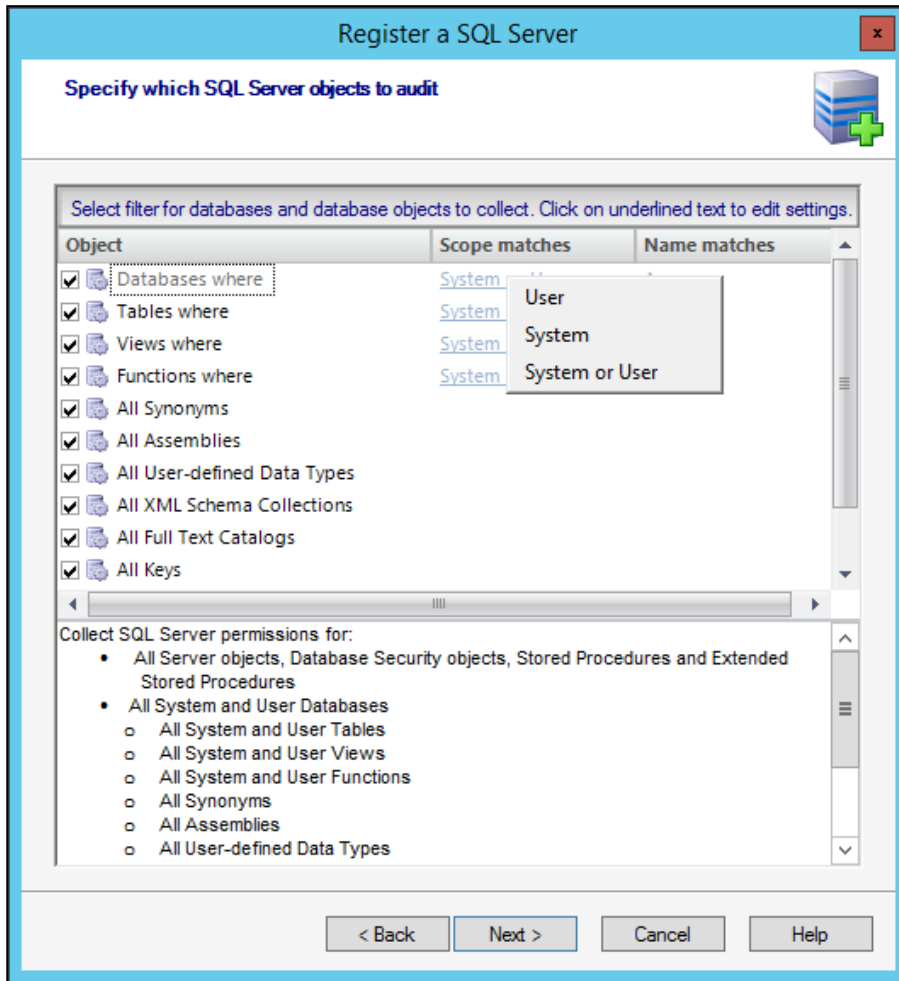 Register a SQL Server
x
Specify which SQL Server objects to audit
Select filter for databases and database objects to collect. Click on underlined text to edit settings.
Object Scope matches Name matches
Databases where System
Tables where System
Views where System
Functions where System
User
System
System or User
All Synonyms
All Assemblies
All User-defined Data Types
All XML Schema Collections
All Full Text Catalogs
All Keys
Collect SQL Server permissions for:
• All Server objects, Database Security objects, Stored Procedures and Extended
Stored Procedures
• All System and User Databases
o All System and User Tables
o All System and User Views
o All System and User Functions
o All Synonyms
o All Assemblies
o All User-defined Data Types
< Back Next > Cancel Help